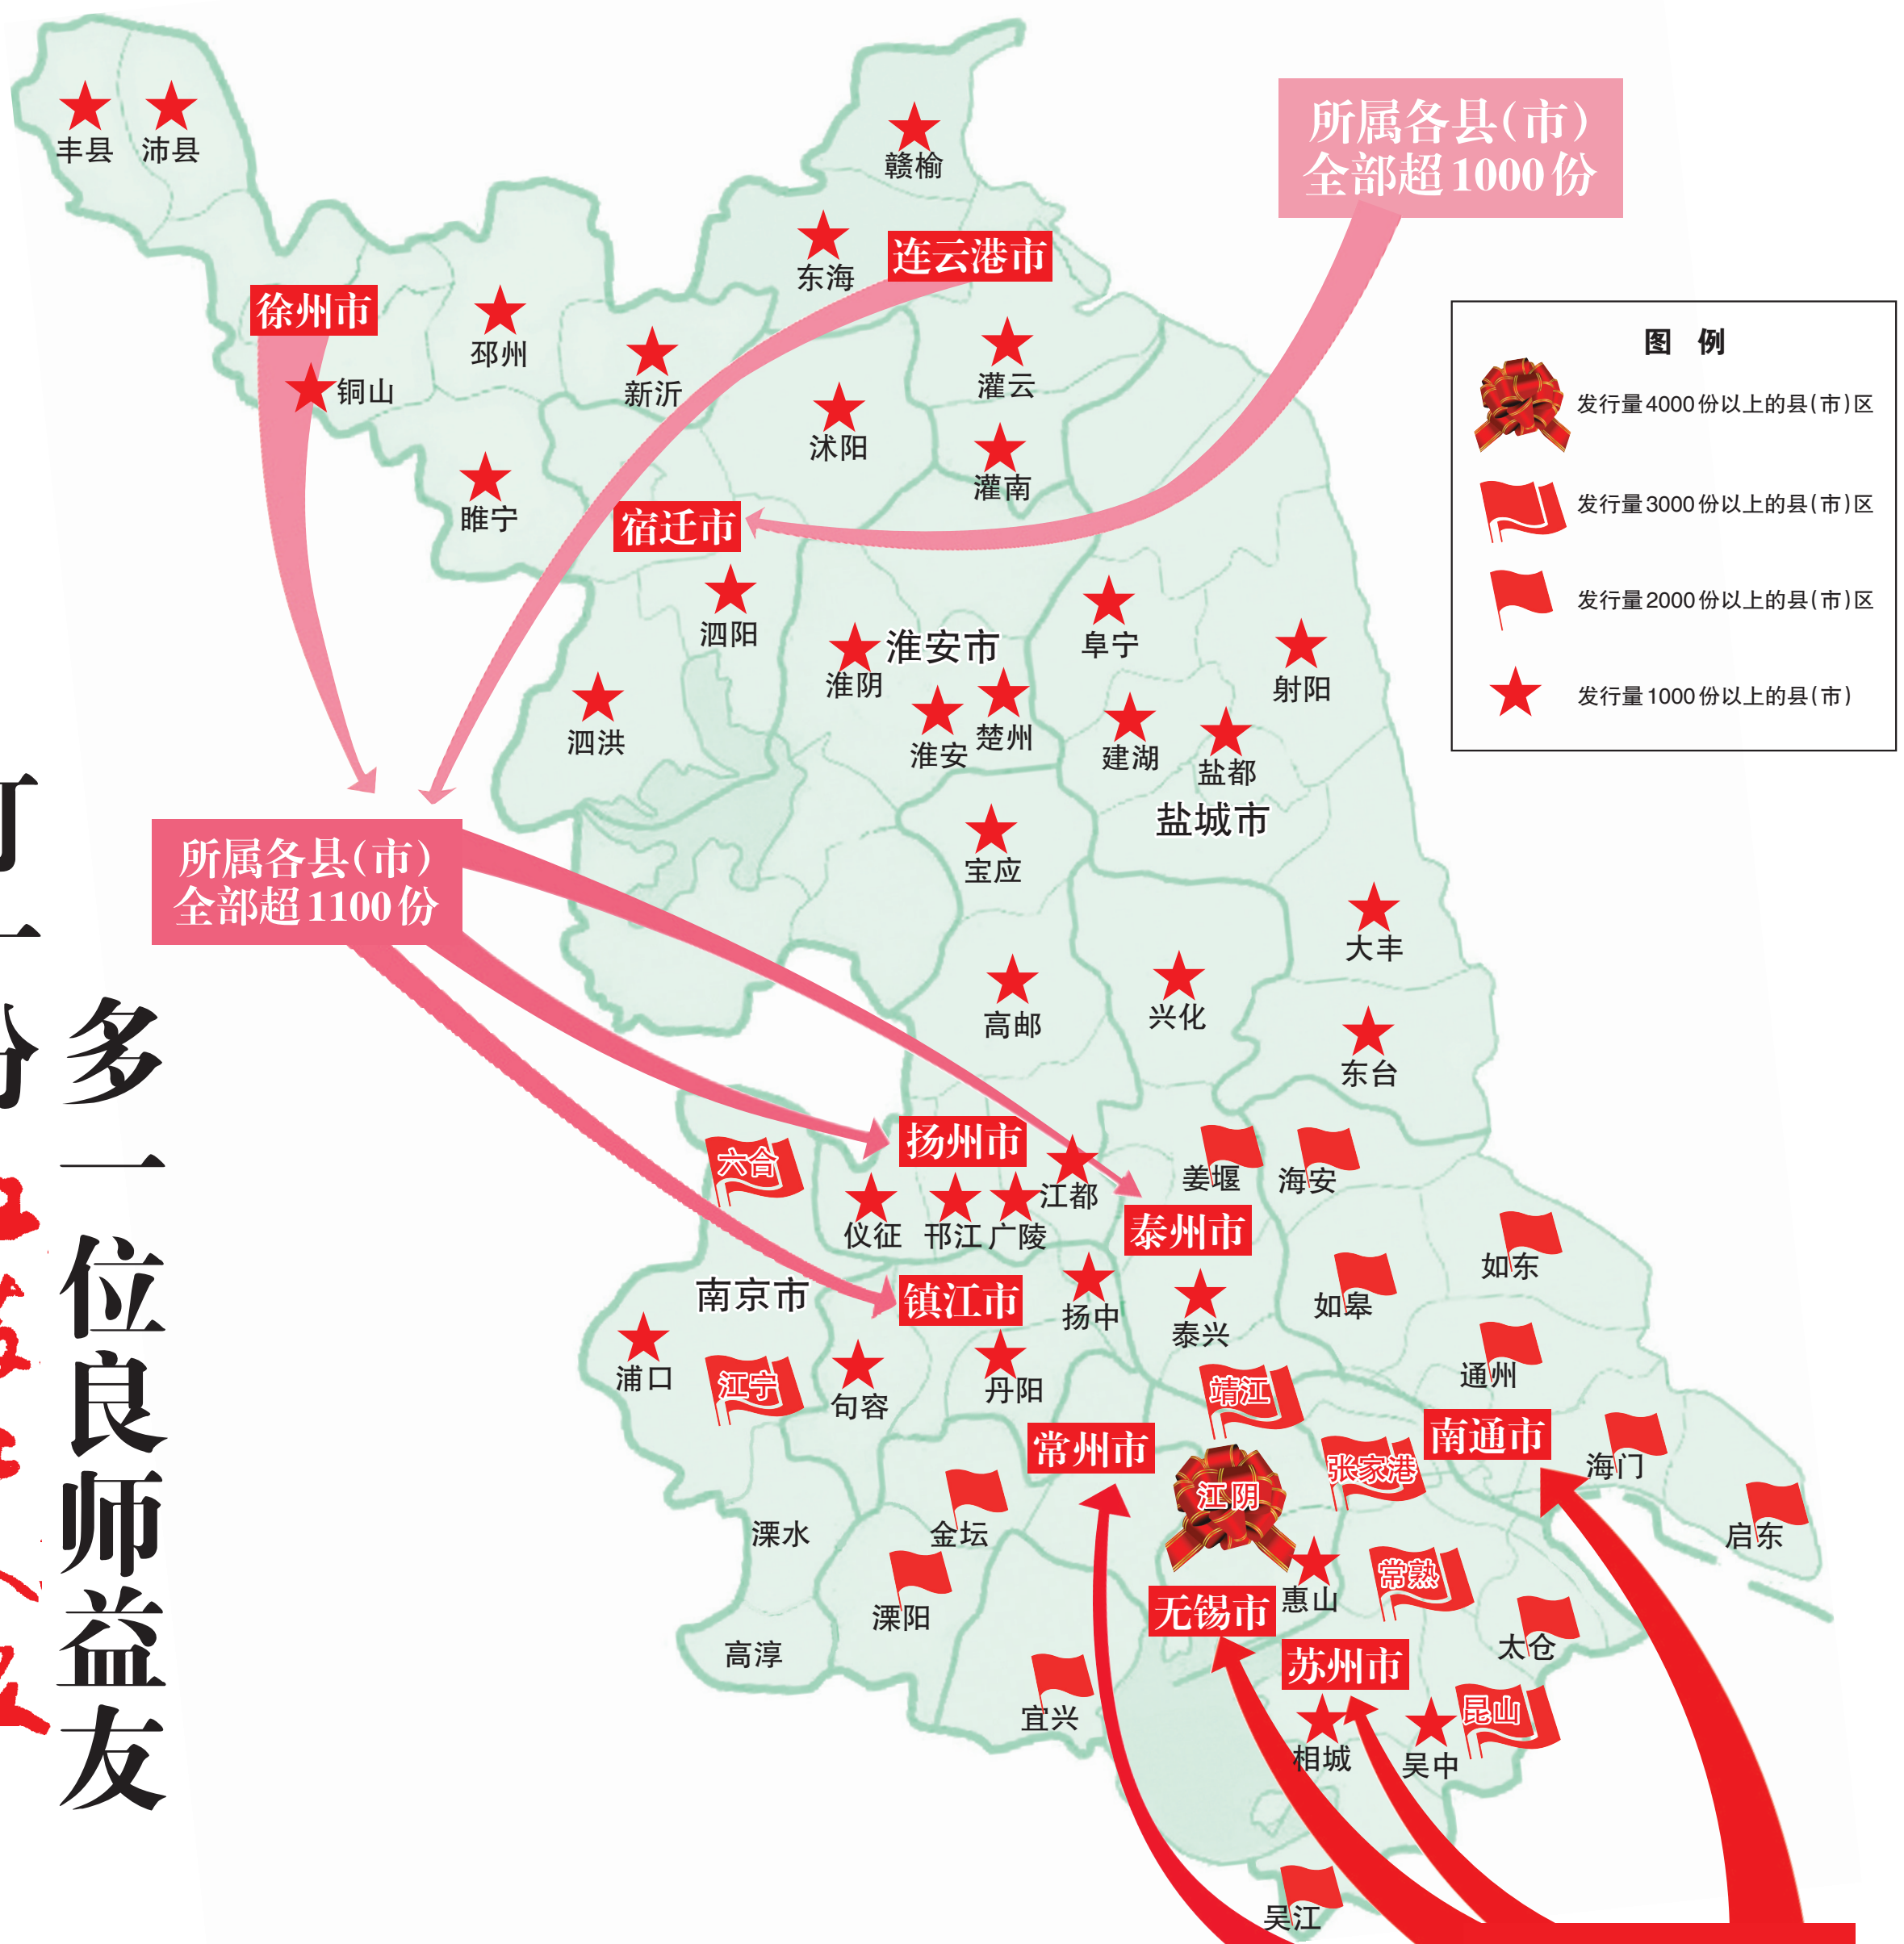 所属各县(市)
全部超1000份
丰县
沛县
赣榆
东海
连云港市
徐州市
铜山
邳州
新沂
灌云
沭阳
灌南
睢宁
宿迁市
图 例
发行量4000份以上的县(市)区
发行量3000份以上的县(市)区
发行量2000份以上的县(市)区
发行量1000份以上的县(市)
泗阳
泗洪
淮安市
淮阴
淮安
楚州
阜宁
射阳
建湖
盐都
盐城市
宝应
所属各县(市)
全部超1100份
大丰
高邮
兴化
东台
六合
扬州市
仪征
邗江
广陵
江都
姜堰
海安
泰州市
如东
如皋
南京市
镇江市
扬中
泰兴
通州
浦口
江宁
句容
丹阳
靖江
常州市
南通市
张家港
海门
启东
江阴
溧水
金坛
溧阳
惠山
常熟
无锡市
太仓
高淳
苏州市
宜兴
相城
吴中
昆山
吴江
多一位良师益友